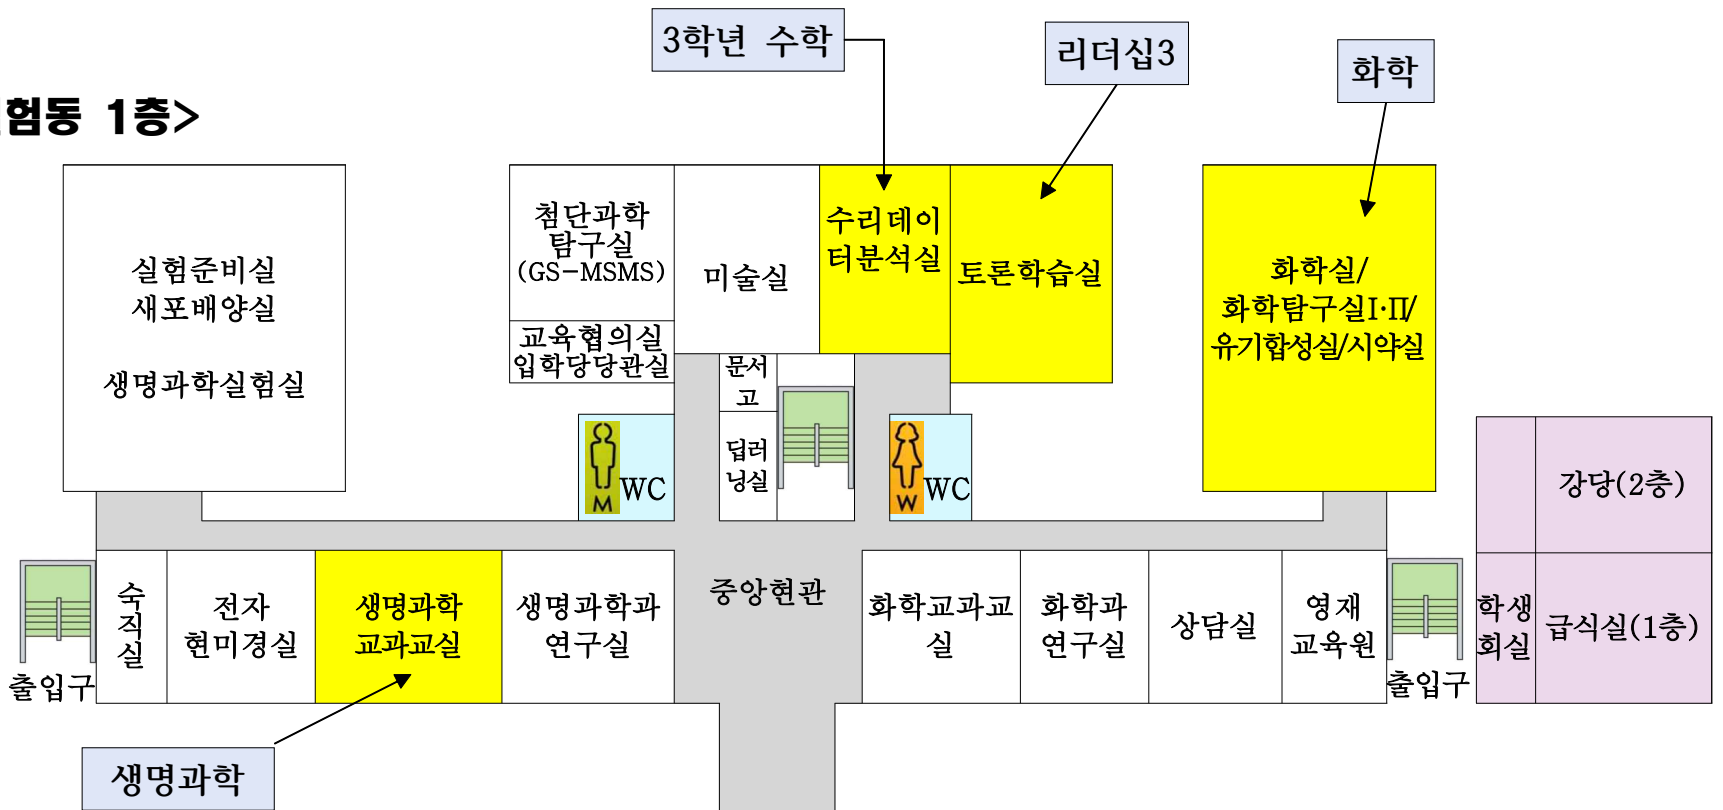 3학년 수학
리더십3
화학
험동 1층>
실험준비실
새포배양실
생명과학실험실
첨단과학
탐구실
(GS-MSMS)
교육협의실
입학당당관실
미술실
수리데이
터분석실
토론학습실
화학실/
화학탐구실I·II/
유기합성실/시약실
문서
고
딥러
닝실
M
WC
W
WC
강당(2층)
급식실(1층)
학생
회실
출입구
숙
직
실
전자
현미경실
생명과학
교과교실
생명과학과
연구실
중앙현관
화학교과교
실
화학과
연구실
상담실
영재
교육원
출입구
생명과학